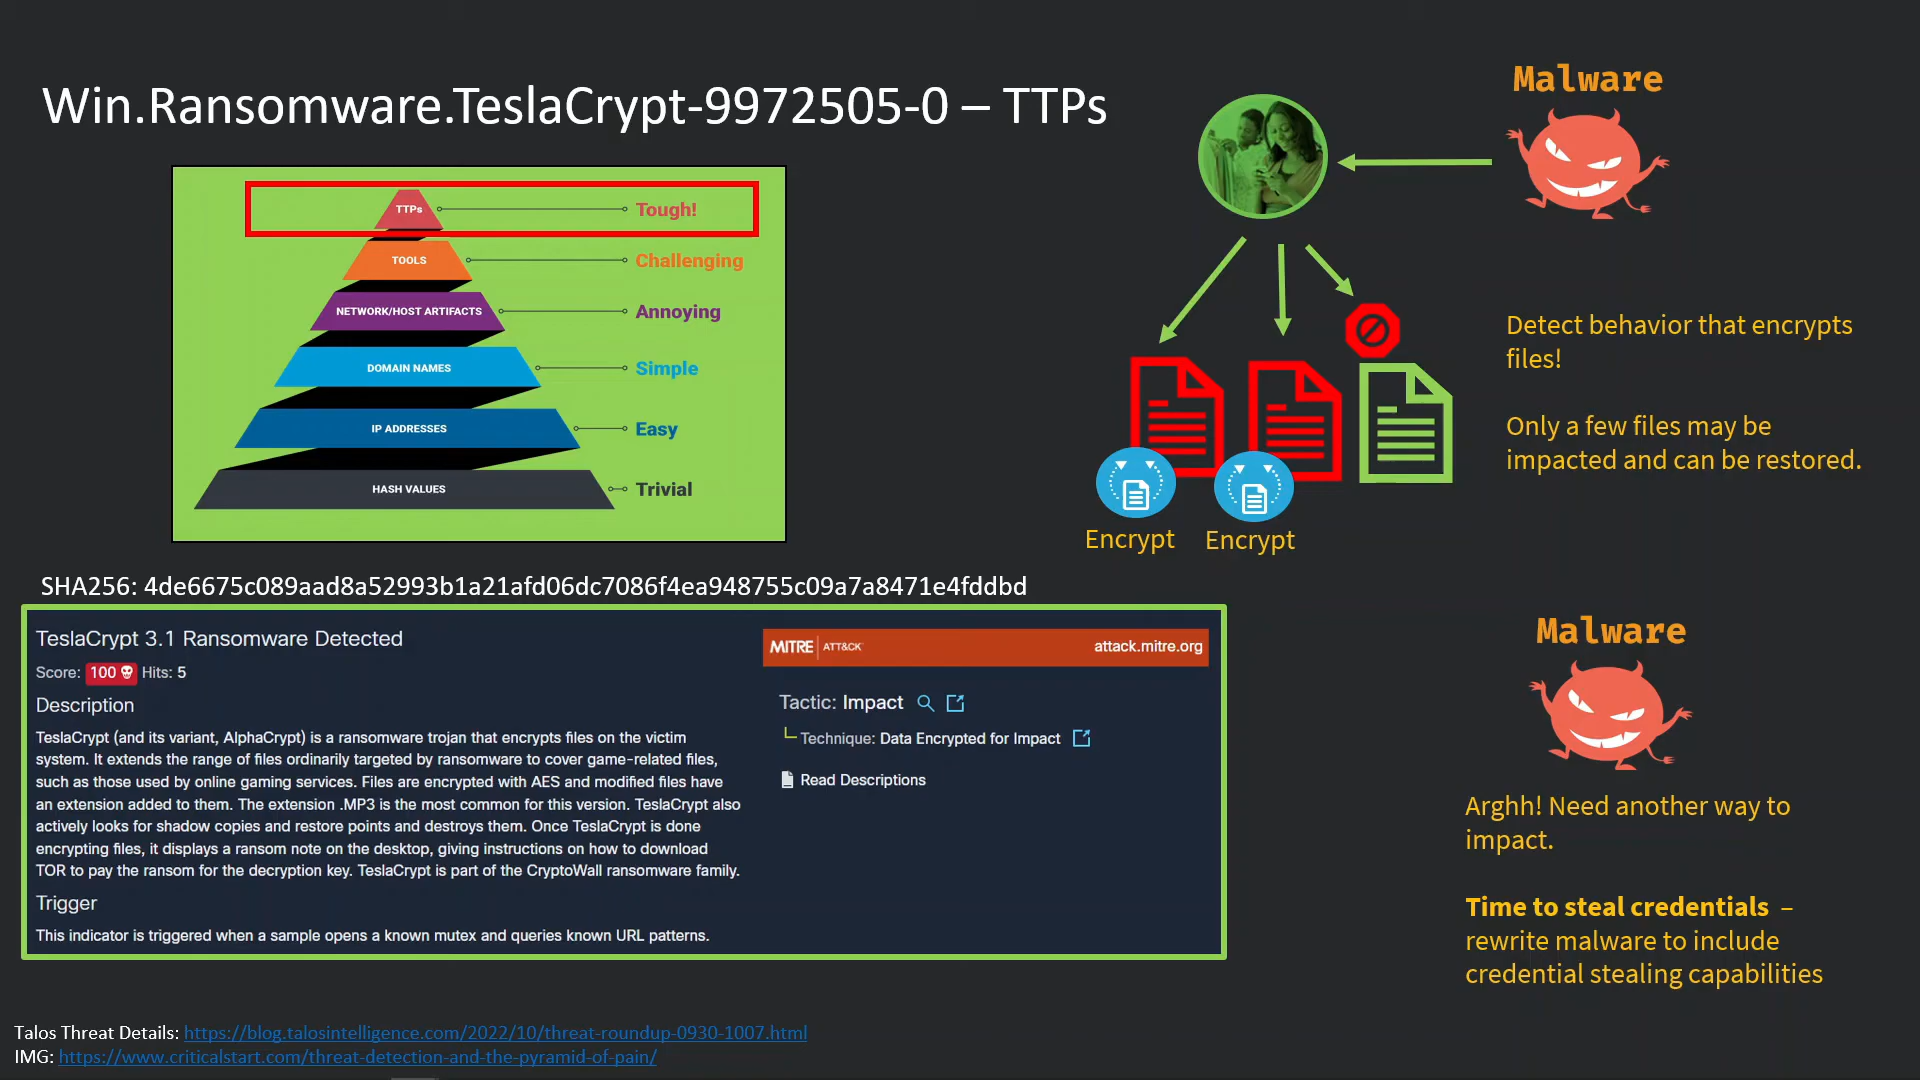 Win.Ransomware.TeslaCrypt-9972505-0 – TTPs
TTPs
Tough!
TOOLS
Challenging
NETWORK/HOST ARTIFACTS
Annoying
DOMAIN NAMES
Simple
IP ADDRESSES
Easy
HASH VALUES
Trivial
Malware
Detect behavior that encrypts
files!
Only a few files may be
impacted and can be restored.
Encrypt
Encrypt
SHA256: 4de6675c089aad8a52993b1a21afd06dc7086f4ea948755c09a7a8471e4fddbd
TeslaCrypt 3.1 Ransomware Detected
Score: 100 Hits: 5
Description
TeslaCrypt (and its variant, AlphaCrypt) is a ransomware trojan that encrypts files on the victim
system. It extends the range of files ordinarily targeted by ransomware to cover game-related files,
such as those used by online gaming services. Files are encrypted with AES and modified files have
an extension added to them. The extension .MP3 is the most common for this version. TeslaCrypt also
actively looks for shadow copies and restore points and destroys them. Once TeslaCrypt is done
encrypting files, it displays a ransom note on the desktop, giving instructions on how to download
TOR to pay the ransom for the decryption key. TeslaCrypt is part of the CryptoWall ransomware family.
Trigger
This indicator is triggered when a sample opens a known mutex and queries known URL patterns.
MITRE ATT&CK
attack.mitre.org
Tactic: Impact
Technique: Data Encrypted for Impact
Read Descriptions
Malware
Arghh! Need another way to
impact.
Time to steal credentials –
rewrite malware to include
credential stealing capabilities
Talos Threat Details: https://blog.talosintelligence.com/2022/10/threat-roundup-0930-1007.html
IMG: https://www.criticalstart.com/threat-detection-and-the-pyramid-of-pain/